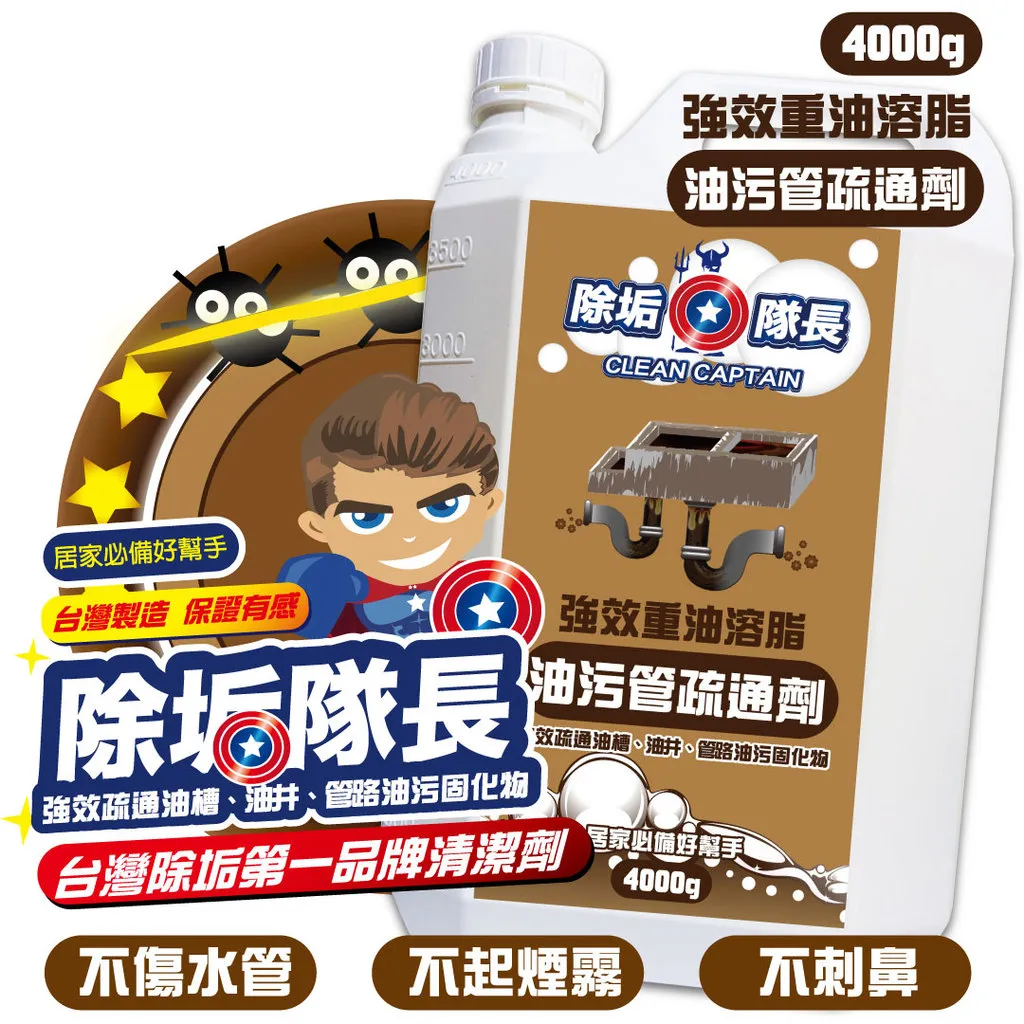 4000g
強效重油溶脂
油污管疏通劑
4000
3500
3000
除垢隊長
CLEAN CAPTAIN
強效重油溶脂
油污管疏通劑
效疏通油槽、油井、管路油污固化物
居家必備好幫手
4000g
居家必備好幫手
台灣製造 保證有感
除垢隊長
強效疏通油槽、油井、管路油污固化物
台灣除垢第一品牌清潔劑
不傷水管
不起煙霧
不刺鼻